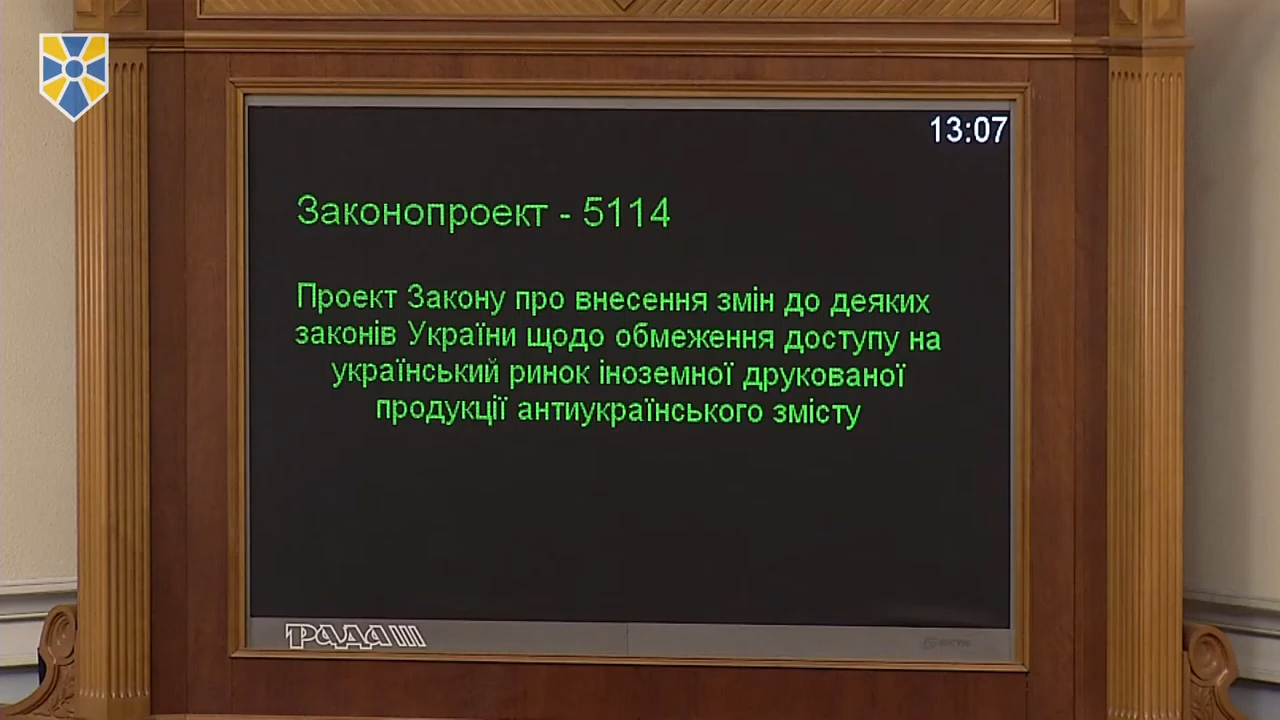 13:07
Законопроект - 5114
Проект Закону про внесення змін до деяких
законів України щодо обмеження доступу на
український ринок іноземної друкованої
продукції антиукраїнського змісту
РАДА III